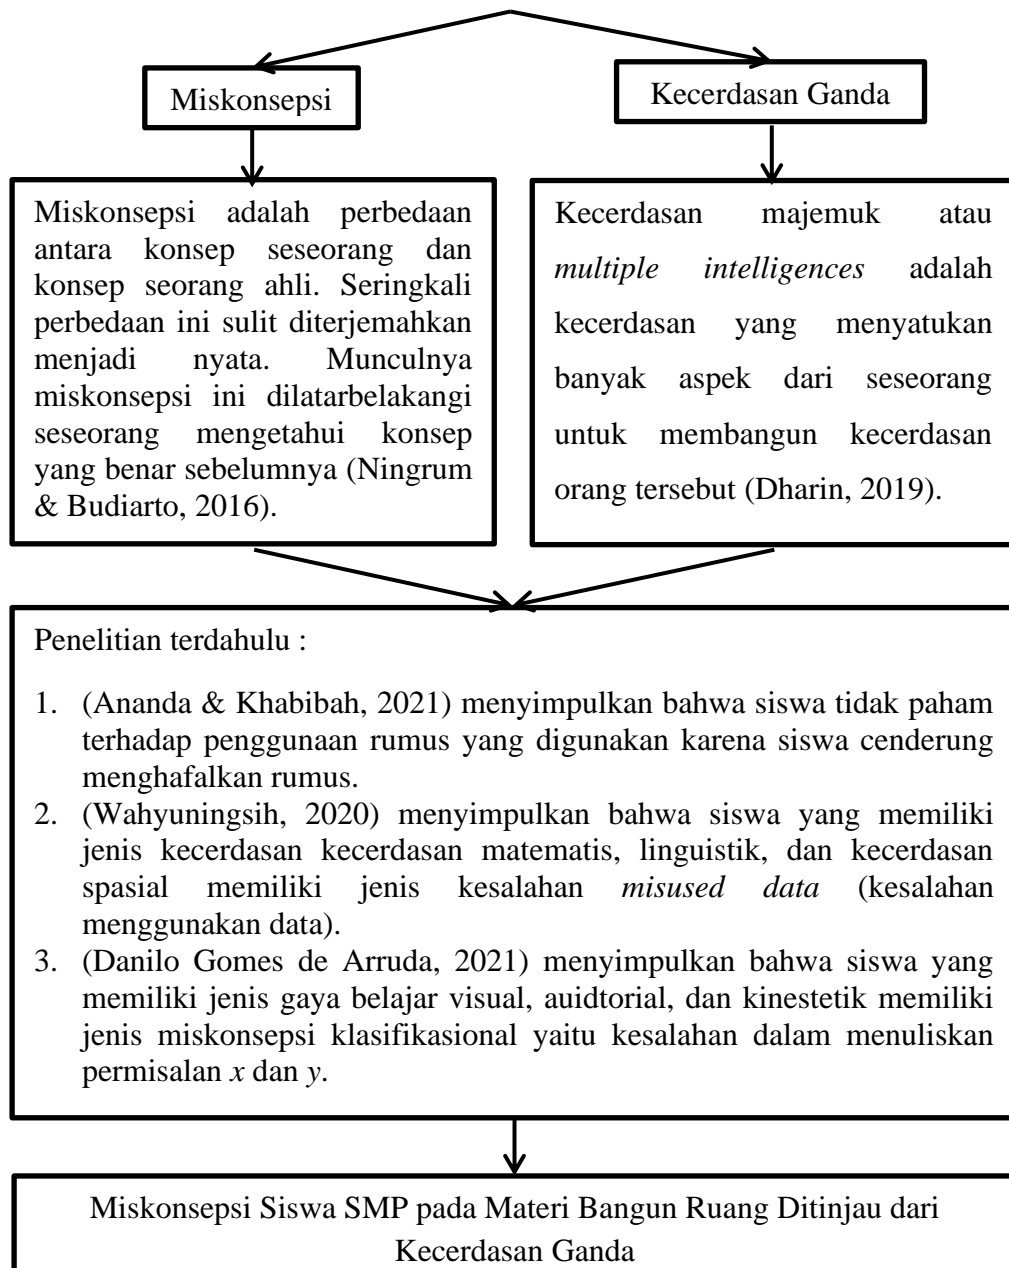 Miskonsepsi
Kecerdasan Ganda
Miskonsepsi adalah perbedaan
antara konsep seseorang dan
konsep seorang ahli. Seringkali
perbedaan ini sulit diterjemahkan
menjadi nyata. Munculnya
miskonsepsi ini dilatarbelakangi
seseorang mengetahui konsep
yang benar sebelumnya (Ningrum
& Budiarto, 2016).
Kecerdasan majemuk atau
multiple intelligences adalah
kecerdasan yang menyatukan
banyak aspek dari seseorang
untuk membangun kecerdasan
orang tersebut (Dharin, 2019).
Penelitian terdahulu :
1. (Ananda & Khabibah, 2021) menyimpulkan bahwa siswa tidak paham
terhadap penggunaan rumus yang digunakan karena siswa cenderung
menghafalkan rumus.
2. (Wahyuningsih, 2020) menyimpulkan bahwa siswa yang memiliki
jenis kecerdasan kecerdasan matematis, linguistik, dan kecerdasan
spasial memiliki jenis kesalahan misused data (kesalahan
menggunakan data).
3. (Danilo Gomes de Arruda, 2021) menyimpulkan bahwa siswa yang
memiliki jenis gaya belajar visual, auidtorial, dan kinestetik memiliki
jenis miskonsepsi klasifikasional yaitu kesalahan dalam menuliskan
permisalan x dan y.
Miskonsepsi Siswa SMP pada Materi Bangun Ruang Ditinjau dari
Kecerdasan Ganda